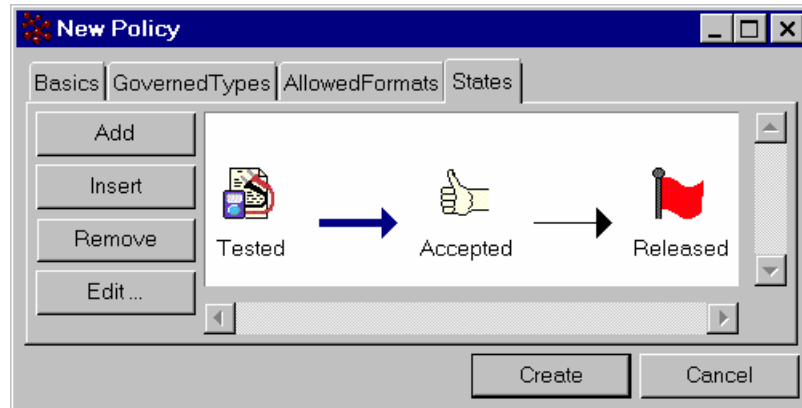 New Policy
Basics GovernedTypes AllowedFormats States
Add
Insert
Remove
Edit ...
Tested Accepted Released
Create Cancel